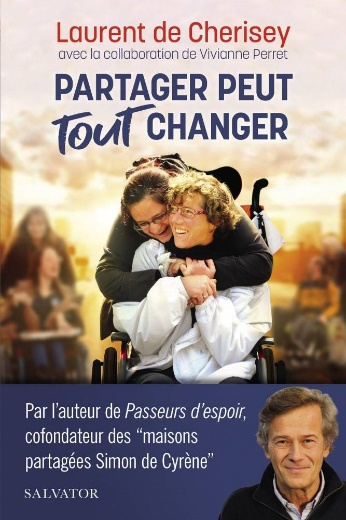 Laurent de Cherisey
avec la collaboration de Vivianne Perret
PARTAGER PEUT
Tout CHANGER
Par l'auteur de Passeurs d'espoir,
cofondateur des "maisons
partagées Simon de Cyrène"
SALVATOR